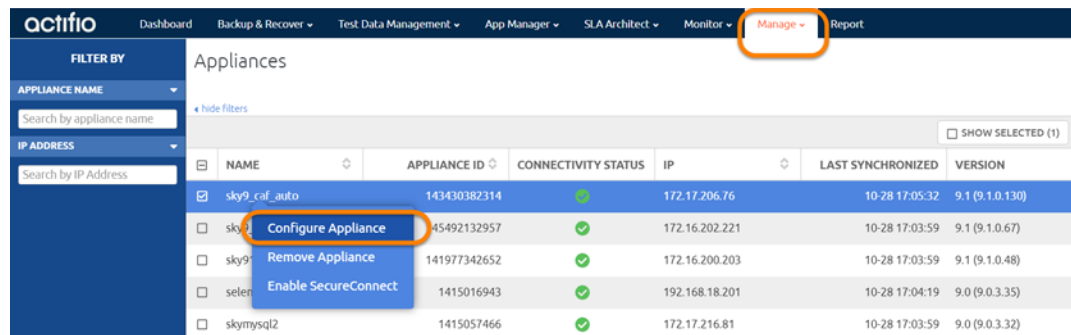 actifio Dashboard Backup & Recover Test Data Management App Manager SLA Architect Monitor Manage Report
FILTER BY
Appliances
APPLIANCE NAME
hide filters
Search by appliance name
SHOW SELECTED (1)
IP ADDRESS
Search by IP Address
NAME APPLIANCE ID CONNECTIVITY STATUS IP LAST SYNCHRONIZED VERSION
sky9_caf_auto 143430382314 172.17.206.76 10-28 17:05:32 9.1 (9.1.0.130)
Configure Appliance
172.16.202.221 10-28 17:03:59 9.1 (9.1.0.67)
Remove Appliance
141977342652 172.16.200.203 10-28 17:03:59 9.1 (9.1.0.48)
Enable SecureConnect
1415016943 192.168.18.201 10-28 17:04:19 9.0 (9.0.3.35)
skymysql2 1415057466 172.17.216.81 10-28 17:03:59 9.0 (9.0.3.32)